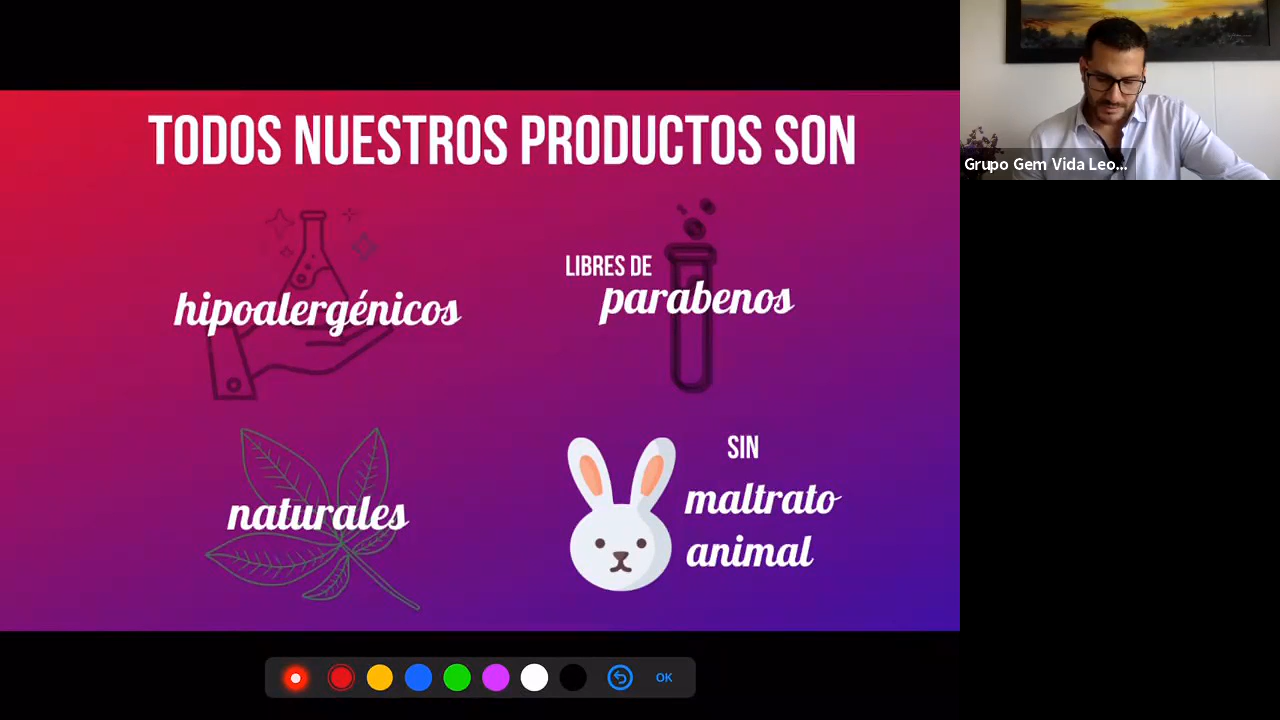 TODOS NUESTROS PRODUCTOS SON
hipoalergénicos
LIBRES DE
parabenos
naturales
SIN
maltrato
animal
Grupo Gem Vida Leo...
OK